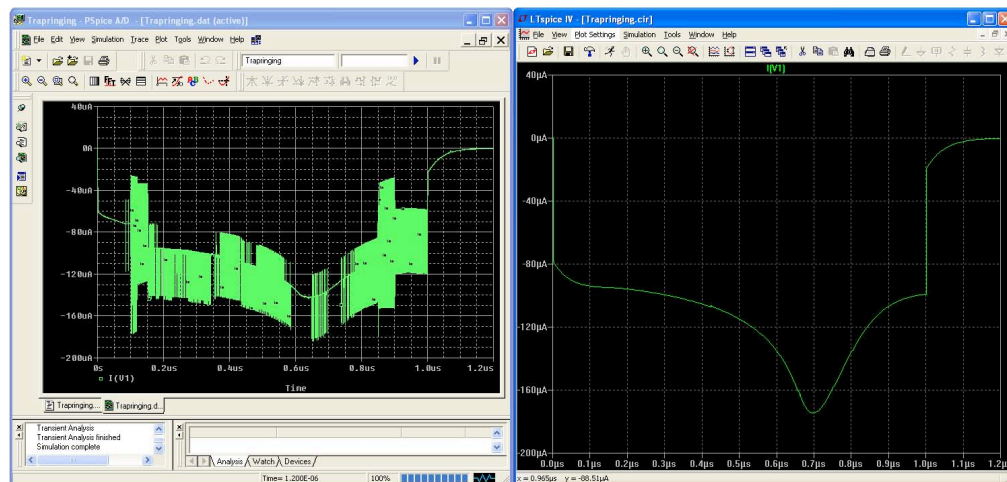 Trapringing - PSpice A/D - [Trapringing.dat (active)]
File Edit View Simulation Trace Plot Tools Window Help
Trapringing
40uA
0A
-40uA
-80uA
-120uA
-160uA
-200uA
0s 0.2us 0.4us 0.6us 0.8us 1.0us 1.2us
I(V1)
Time
Trapringing.... Trapringing.d...
Transient Analysis
Transient Analysis finished
Simulation complete
Analysis Watch Devices
Time= 1.200E-06 100%
LTspice IV - [Trapringing.cir]
File View Plot Settings Simulation Tools Window Help
I(V1)
40µA
0µA
-40µA
-80µA
-120µA
-160µA
-200µA
0.0µs 0.1µs 0.2µs 0.3µs 0.4µs 0.5µs 0.6µs 0.7µs 0.8µs 0.9µs 1.0µs 1.1µs
x = 0.965µs y = -88.51µA